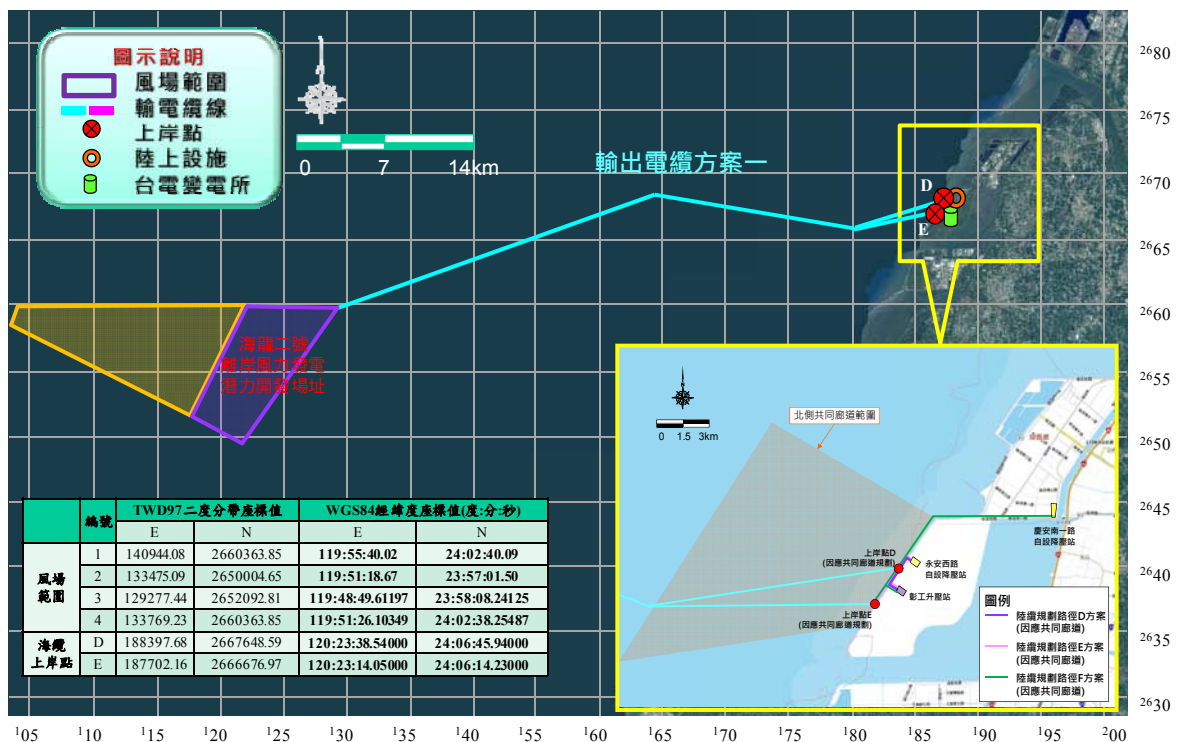 圖示說明
風場範圍
輸電纜線
上岸點
陸上設施
台電變電所
0 7 14km
輸出電纜方案一
D
E
海龍二號
離岸風力發電
潛力開發場址
編號 TWD97二度分帶座標值 WGS84經緯度座標值(度:分:秒)
E N E N
風場
範圍
1 140944.08 2660363.85 119:55:40.02 24:02:40.09
2 133475.09 2650004.65 119:51:18.67 23:57:01.50
3 129277.44 2652092.81 119:48:49.61197 23:58:08.24125
4 133769.23 2660363.85 119:51:26.10349 24:02:38.25487
海纜
上岸點
D 188397.68 2667648.59 120:23:38.54000 24:06:45.94000
E 187702.16 2666676.97 120:23:14.05000 24:06:14.23000
0 1.5 3km
北側共同廊道範圍
上岸點D
(因應共同廊道規劃)
永安西路
自設降壓站
彰工升壓站
上岸點E
(因應共同廊道規劃)
慶安南一路
自設降壓站
圖例
陸纜規劃路徑D方案
(因應共同廊道)
陸纜規劃路徑E方案
(因應共同廊道)
陸纜規劃路徑F方案
(因應共同廊道)
2680
2675
2670
2665
2660
2655
2650
2645
2640
2635
2630
105 110 115 120 125 130 135 140 145 150 155 160 165 170 175 180 185 190 195 200